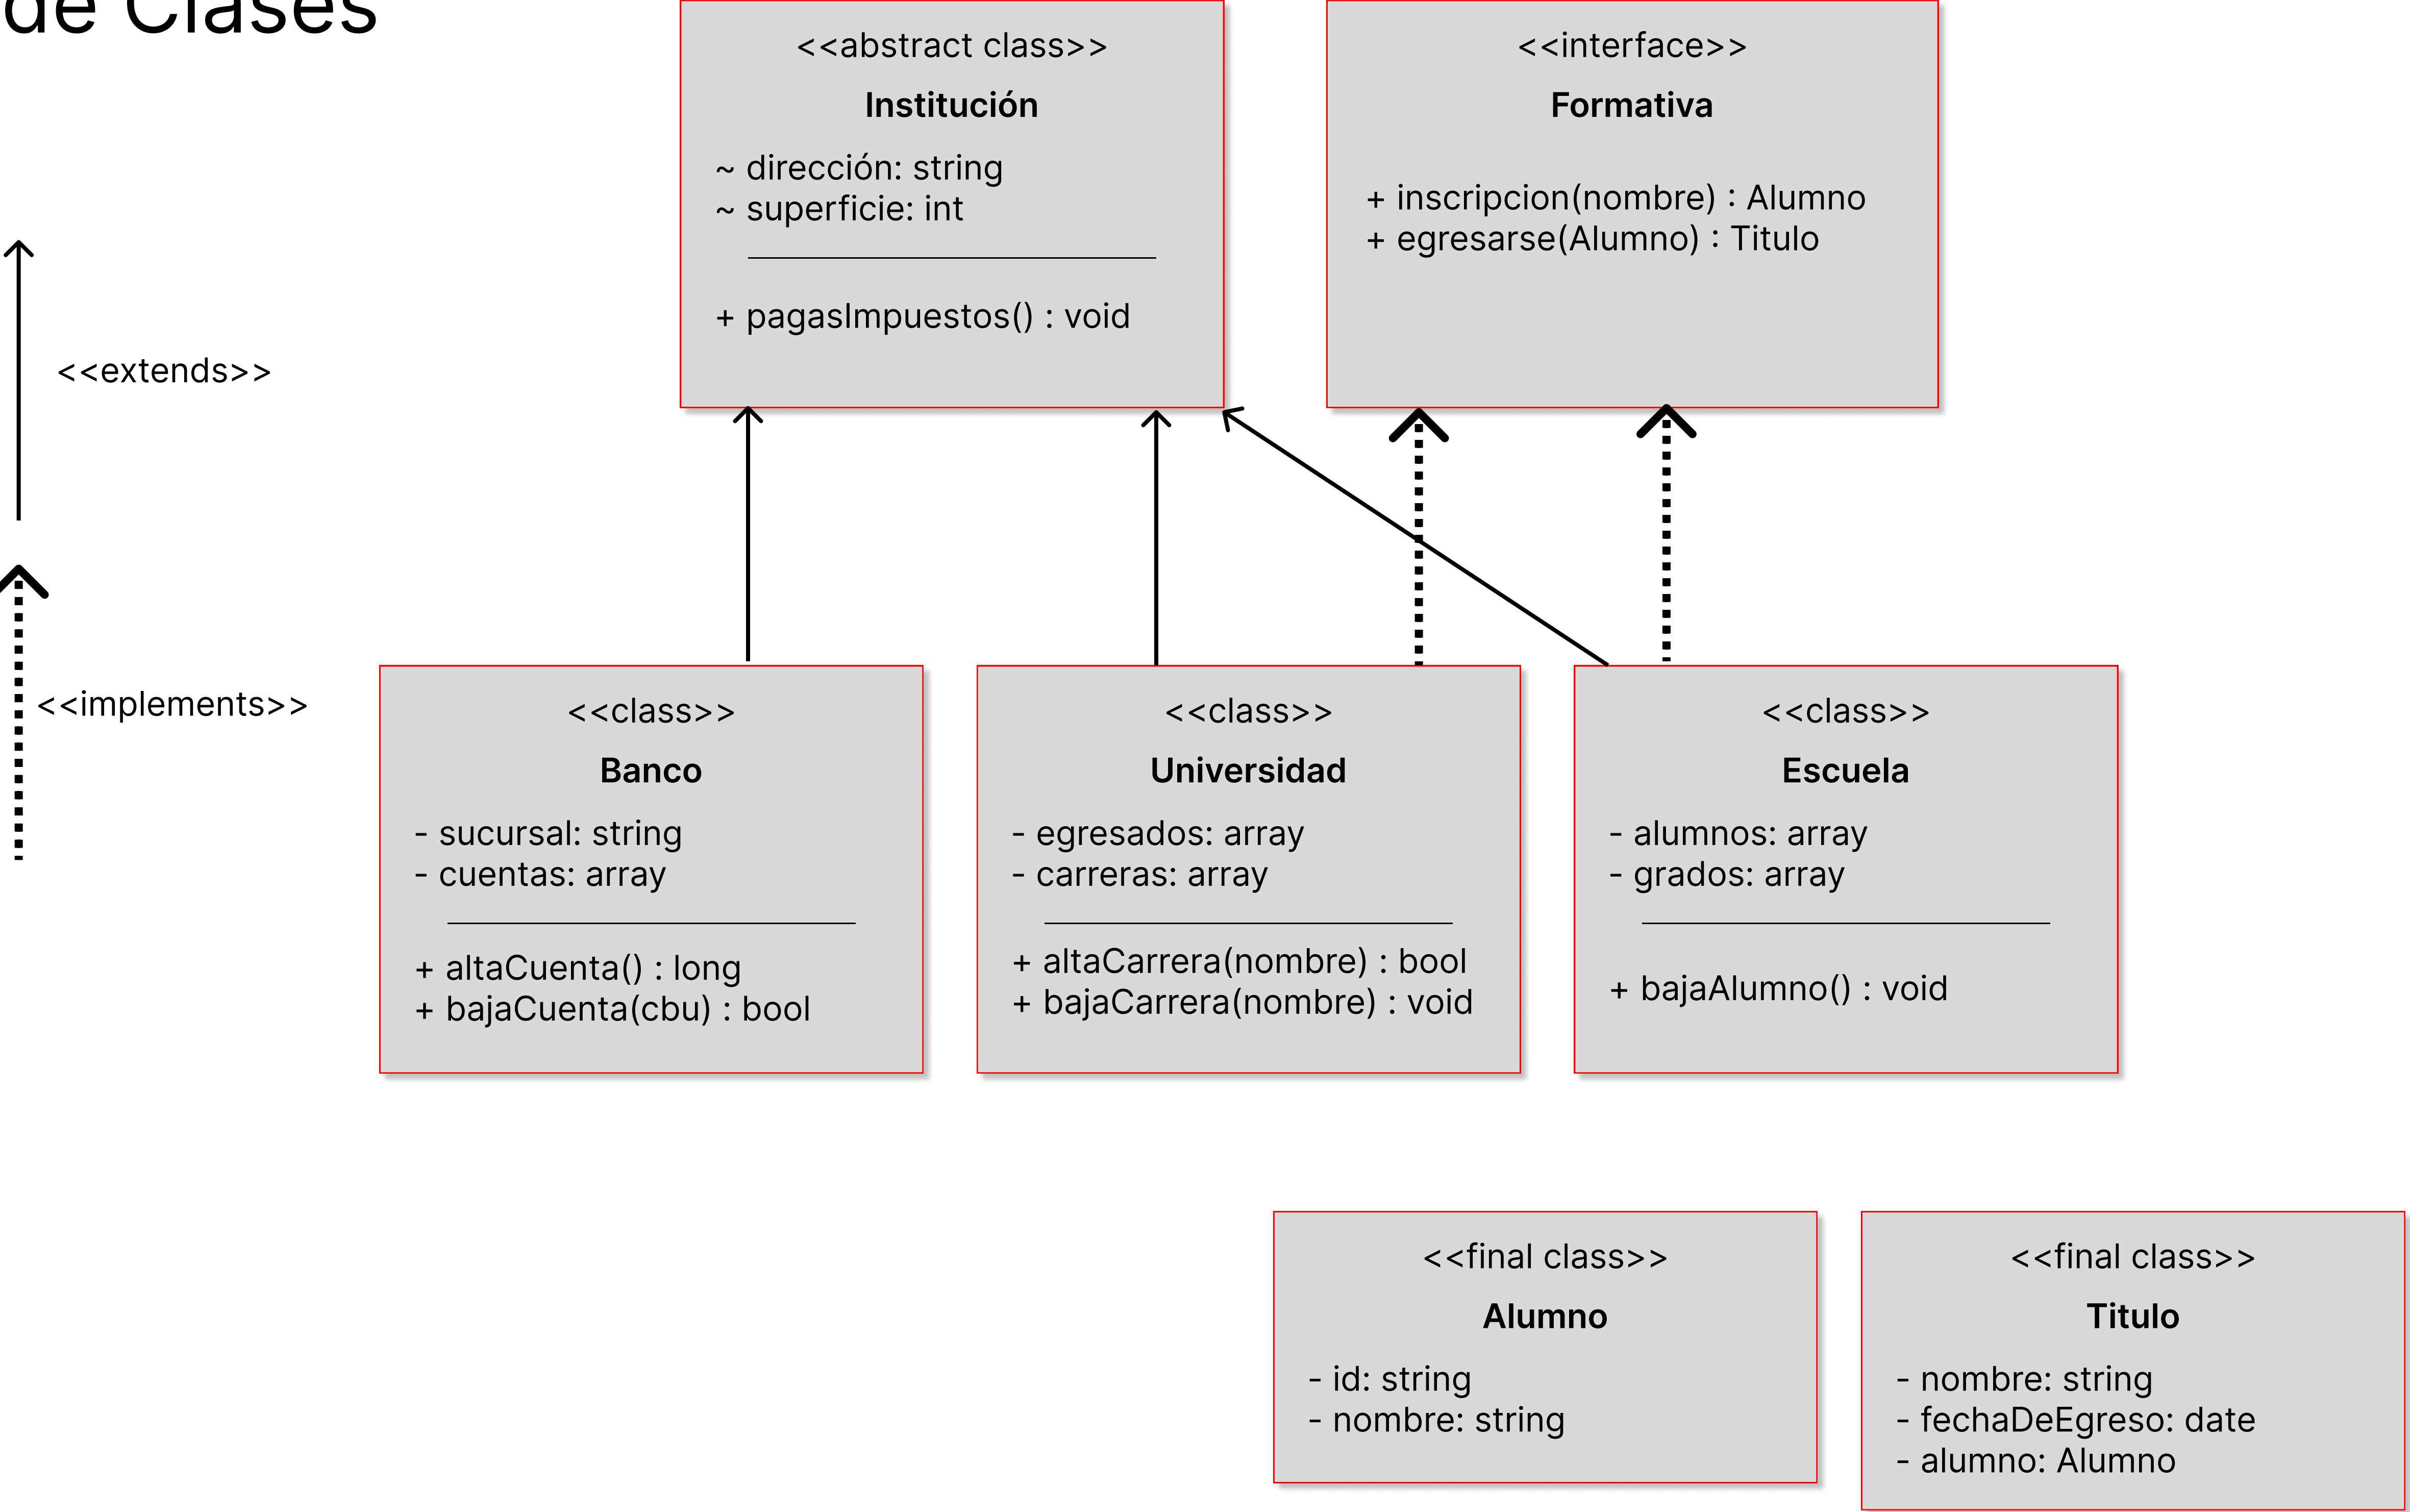 de Clases
<<abstract class>>
Institución
~ dirección: string
~ superficie: int
+ pagasImpuestos() : void
<<interface>>
Formativa
+ inscripcion(nombre) : Alumno
+ egresarse(Alumno) : Titulo
<<extends>>
<<implements>>
<<class>>
Banco
- sucursal: string
- cuentas: array
+ altaCuenta() : long
+ bajaCuenta(cbu) : bool
<<class>>
Universidad
- egresados: array
- carreras: array
+ altaCarrera(nombre) : bool
+ bajaCarrera(nombre) : void
<<class>>
Escuela
- alumnos: array
- grados: array
+ bajaAlumno() : void
<<final class>>
Alumno
- id: string
- nombre: string
<<final class>>
Titulo
- nombre: string
- fechaDeEgreso: date
- alumno: Alumno